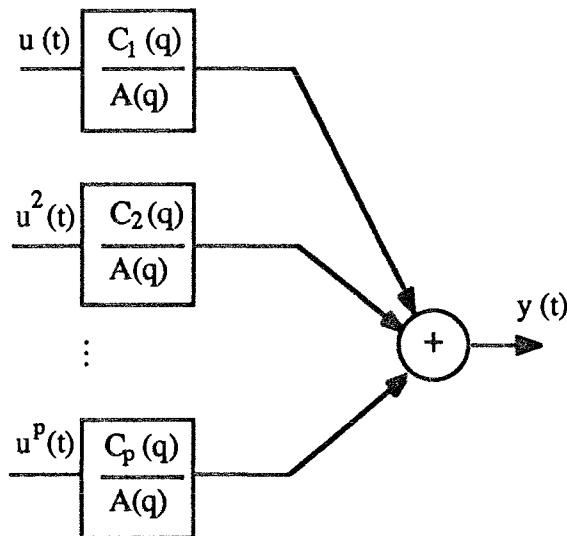 u (t)
C₁ (q)
A(q)
u²(t)
C₂ (q)
A(q)
⋮
uᵖ(t)
Cₚ (q)
A(q)
+
y (t)